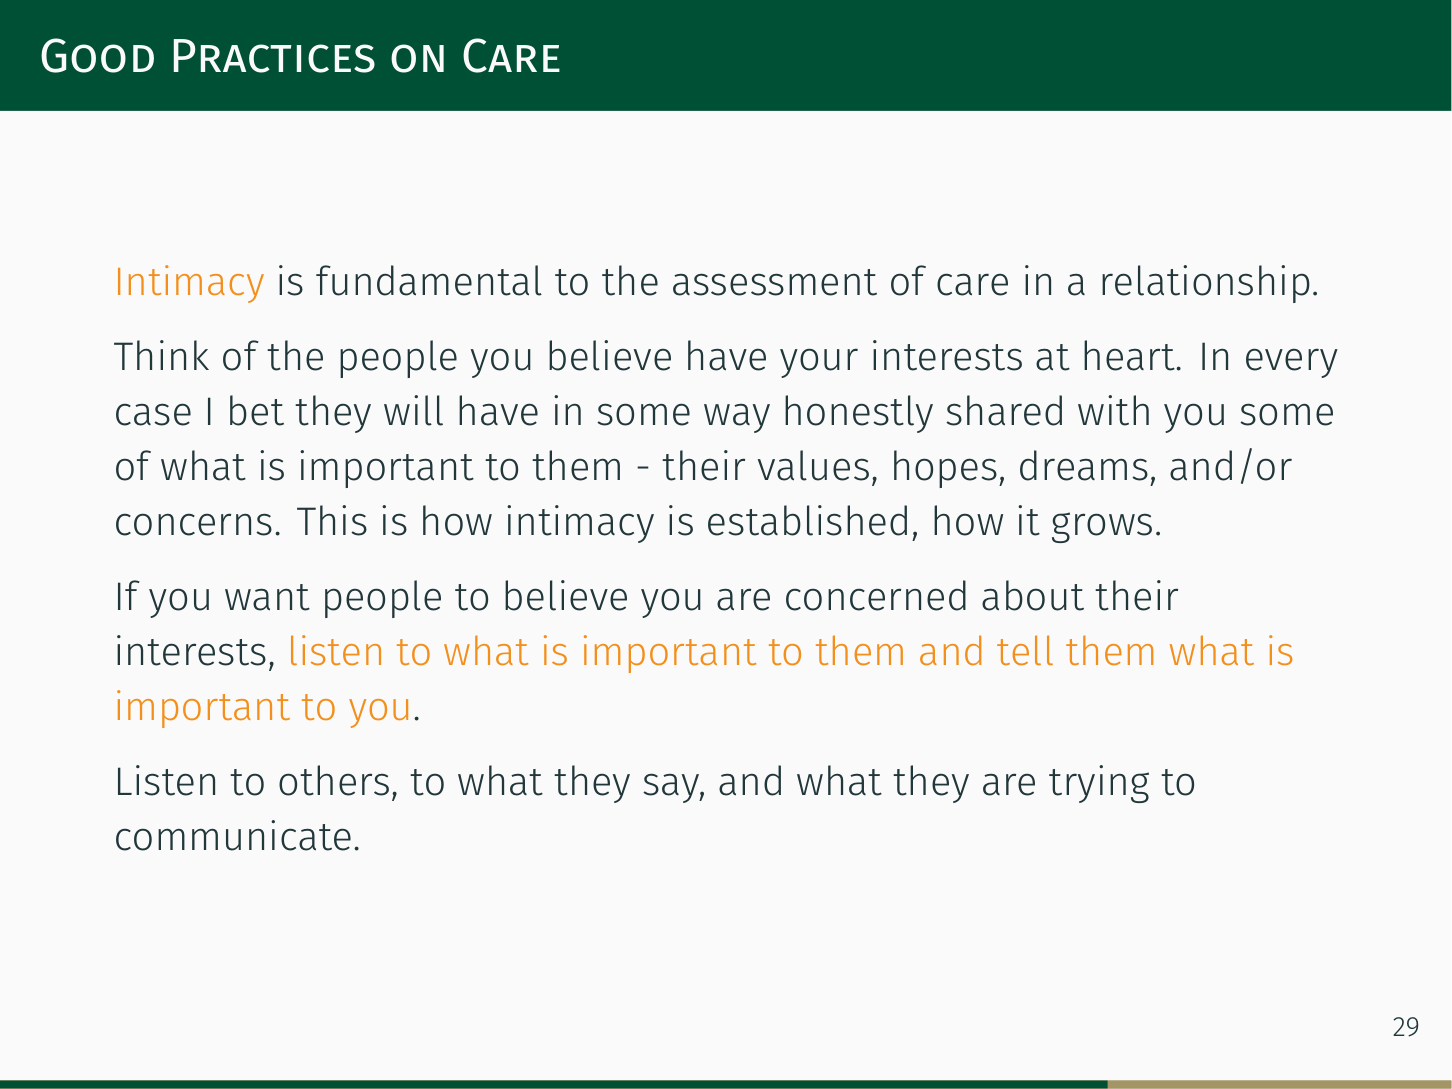 Good Practices on Care
Intimacy is fundamental to the assessment of care in a relationship.
Think of the people you believe have your interests at heart. In every
case I bet they will have in some way honestly shared with you some
of what is important to them - their values, hopes, dreams, and/or
concerns. This is how intimacy is established, how it grows.
If you want people to believe you are concerned about their
interests, listen to what is important to them and tell them what is
important to you.
Listen to others, to what they say, and what they are trying to
communicate.
29